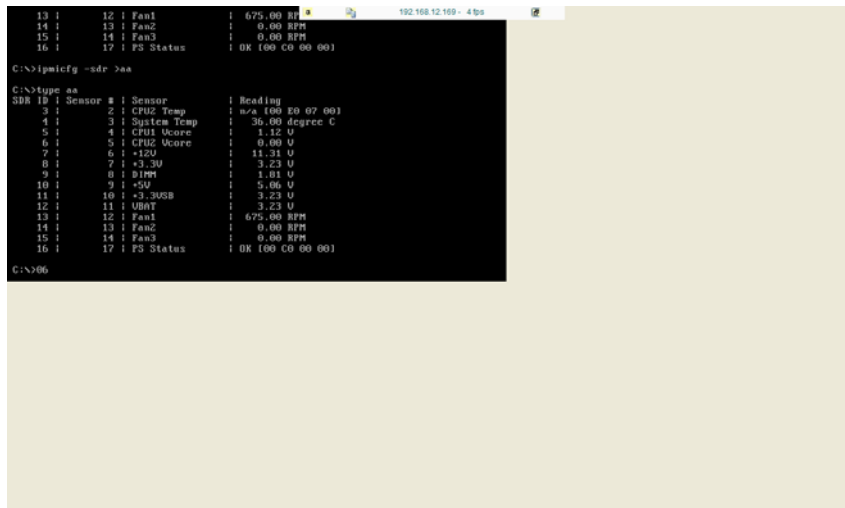 192.168.12.169 - 4 fps
13 | 12 | Fan1 | 675.00 RP
14 | 13 | Fan2 | 0.00 RPM
15 | 14 | Fan3 | 0.00 RPM
16 | 17 | PS Status | OK [00 C0 00 00]
C:\>ipmicfg -sdr >aa
C:\>type aa
SDR ID | Sensor # | Sensor | Reading
3 | 2 | CPU2 Temp | n/a [00 E0 07 00]
4 | 3 | System Temp | 36.00 degree C
5 | 4 | CPU1 Vcore | 1.12 V
6 | 5 | CPU2 Vcore | 0.00 V
7 | 6 | +12V | 11.31 V
8 | 7 | +3.3V | 3.23 V
9 | 8 | DIMM | 1.81 V
10 | 9 | +5V | 5.06 V
11 | 10 | +3.3VSB | 3.23 V
12 | 11 | VBAT | 3.23 V
13 | 12 | Fan1 | 675.00 RPM
14 | 13 | Fan2 | 0.00 RPM
15 | 14 | Fan3 | 0.00 RPM
16 | 17 | PS Status | OK [00 C0 00 00]
C:\>06